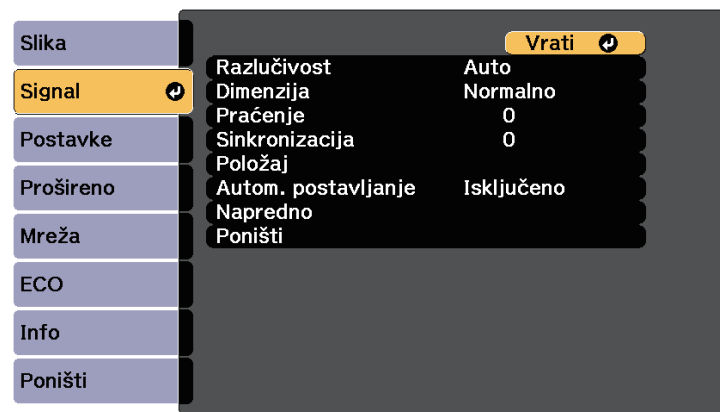 Slika
Signal
Postavke
Prošireno
Mreža
ECO
Info
Poništi
Vrati
Razlučivost Auto
Dimenzija Normalno
Praćenje 0
Sinkronizacija 0
Položaj
Autom. postavljanje Isključeno
Napredno
Poništi